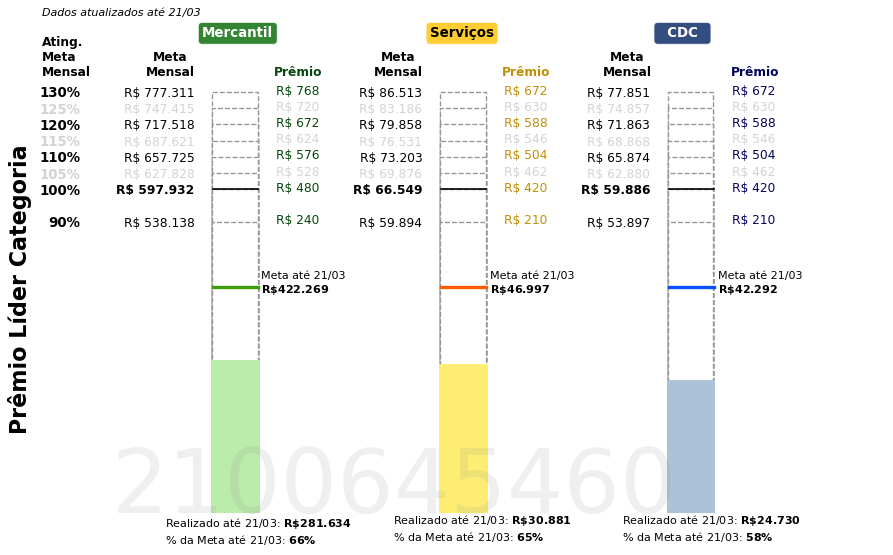 Dados atualizados até 21/03
Mercantil Serviços CDC
Ating. Meta Mensal
Meta Mensal Prêmio Meta Mensal Prêmio Meta Mensal Prêmio
130% R$ 777.311 R$ 768 R$ 86.513 R$ 672 R$ 77.851 R$ 672
125% R$ 747.415 R$ 720 R$ 83.186 R$ 630 R$ 74.857 R$ 630
120% R$ 717.518 R$ 672 R$ 79.858 R$ 588 R$ 71.863 R$ 588
115% R$ 687.621 R$ 624 R$ 76.531 R$ 546 R$ 68.868 R$ 546
110% R$ 657.725 R$ 576 R$ 73.203 R$ 504 R$ 65.874 R$ 504
105% R$ 627.828 R$ 528 R$ 69.876 R$ 462 R$ 62.880 R$ 462
100% R$ 597.932 R$ 480 R$ 66.549 R$ 420 R$ 59.886 R$ 420
90% R$ 538.138 R$ 240 R$ 59.894 R$ 210 R$ 53.897 R$ 210
Prêmio Líder Categoria
Meta até 21/03 Meta até 21/03 Meta até 21/03
R$422.269 R$46.997 R$42.292
2100645460
Realizado até 21/03: R$281.634 Realizado até 21/03: R$30.881 Realizado até 21/03: R$24.730
% da Meta até 21/03: 66% % da Meta até 21/03: 65% % da Meta até 21/03: 58%